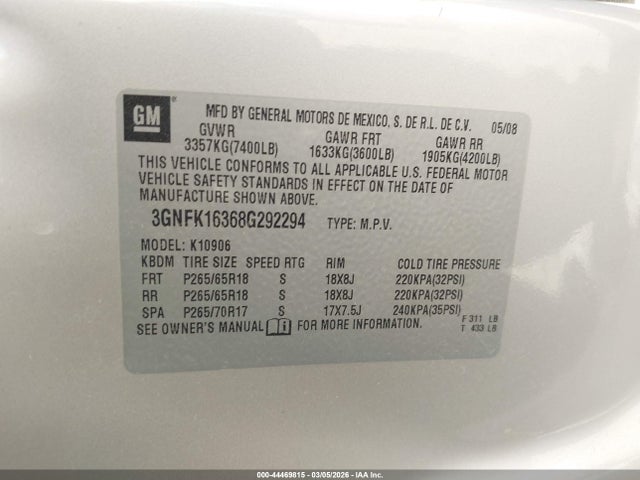 GM ® MFD BY GENERAL MOTORS DE MEXICO, S. DE R.L. DE C.V. 05/08
GVWR GAWR FRT GAWR RR
3357KG(7400LB) 1633KG(3600LB) 1905KG(4200LB)
THIS VEHICLE CONFORMS TO ALL APPLICABLE U.S. FEDERAL MOTOR
VEHICLE SAFETY STANDARDS IN EFFECT ON THE DATE OF
MANUFACTURE SHOWN ABOVE.
3GNFK16368G292294 TYPE: M.P.V.
MODEL: K10906
KBDM TIRE SIZE SPEED RTG RIM COLD TIRE PRESSURE
FRT P265/65R18 S 18X8J 220KPA(32PSI)
RR P265/65R18 S 18X8J 220KPA(32PSI)
SPA P265/70R17 S 17X7.5J 240KPA(35PSI)
SEE OWNER'S MANUAL FOR MORE INFORMATION.
F 311 LB
T 433 LB
000-44469815 - 03/05/2026 - IAA Inc.